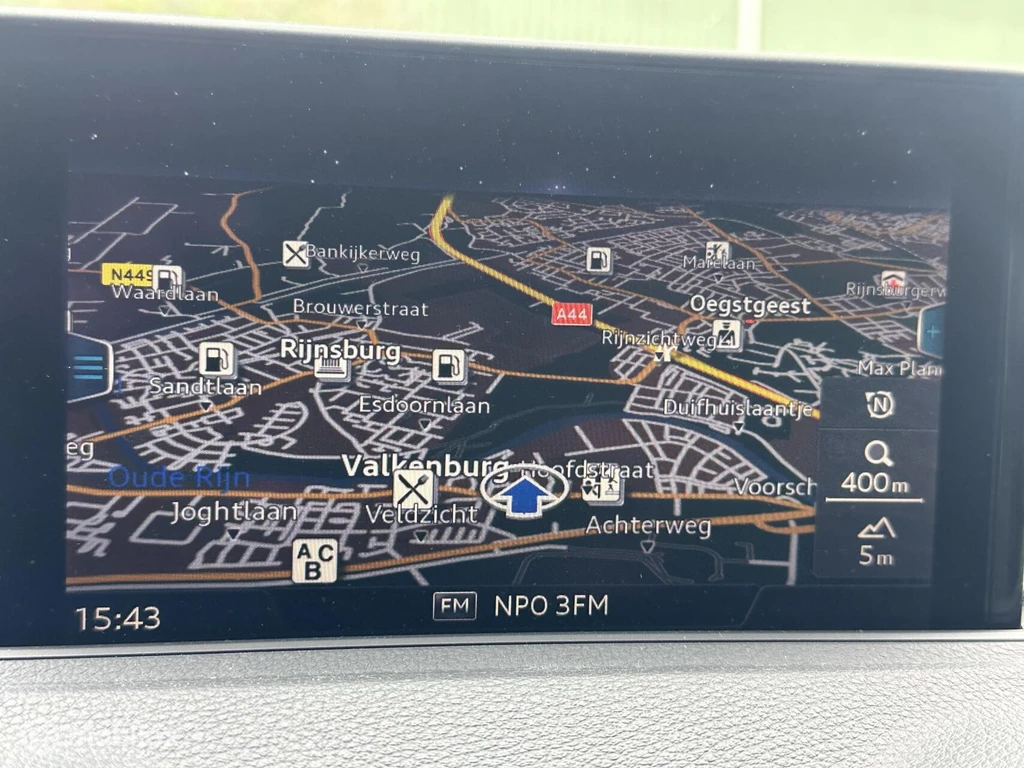 Bankijkerweg
Marelaan
N449
Waardlaan
Rijnsburgerw
Brouwerstraat
A44
Oegstgeest
Rijnzichtweg
Rijnsburg
Max Plan
Sandtlaan
Esdoornlaan
Duifhuislaantje
N
eg
Valkenburg
Hoofdstraat
Oude Rijn
400m
Voorsch
Joghtlaan
Veldzicht
Achterweg
A C
B
5m
15:43
FM NPO 3FM